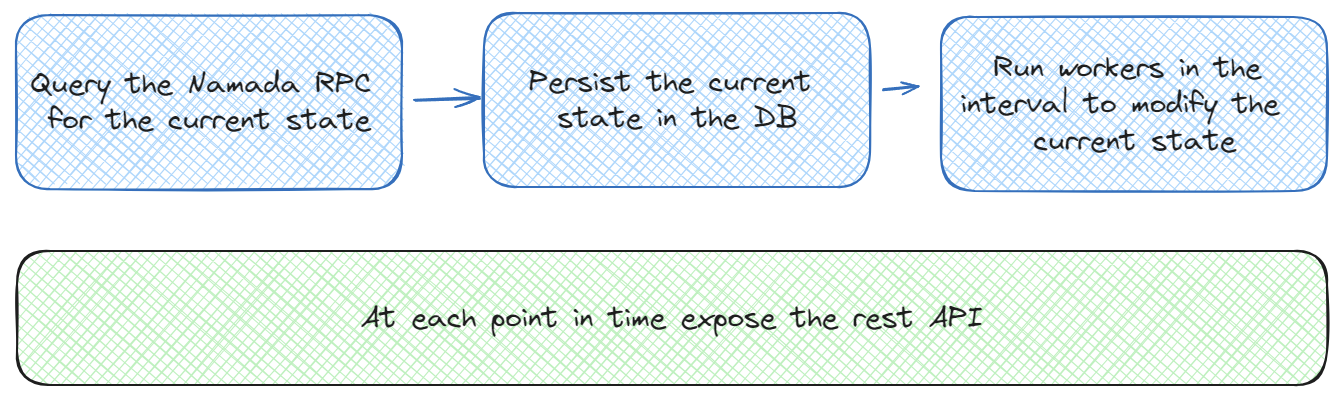 Query the Namada RPC
for the current state
Persist the current
state in the DB
Run workers in the
interval to modify the
current state
At each point in time expose the rest API